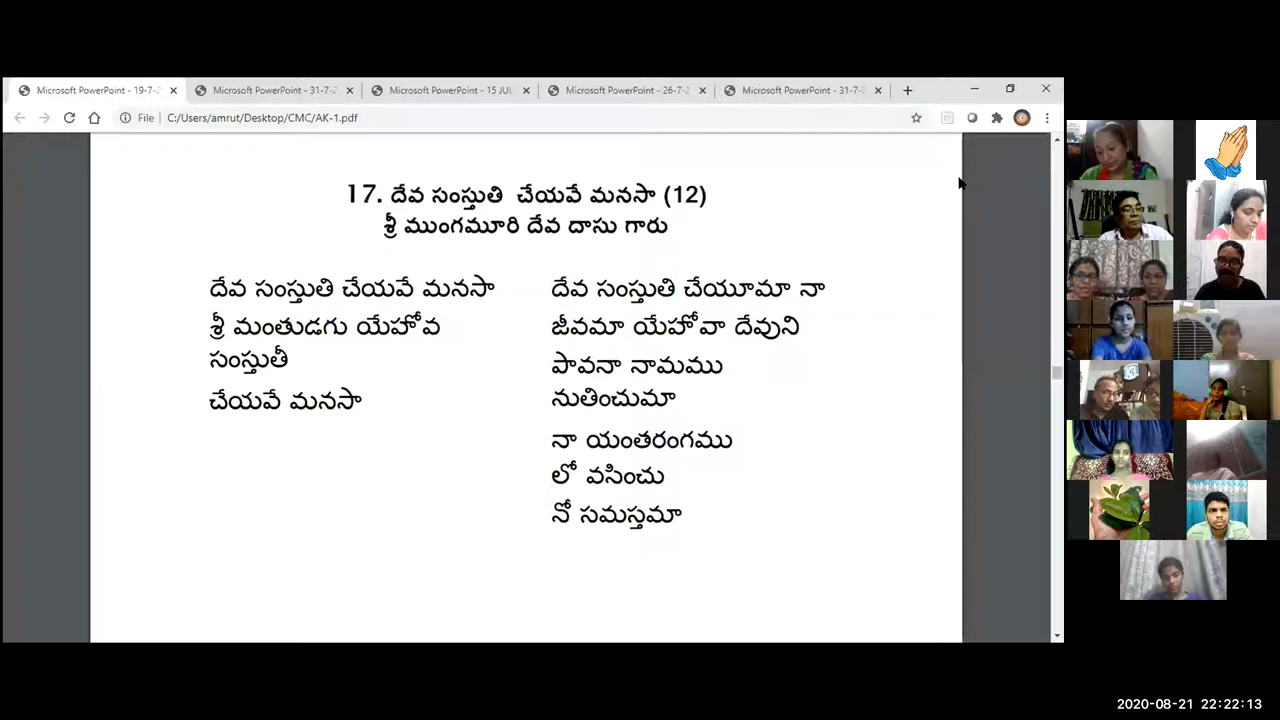 Microsoft PowerPoint - 19-7-2
Microsoft PowerPoint - 31-7-2
Microsoft PowerPoint - 15 JUL
Microsoft PowerPoint - 26-7-2
Microsoft PowerPoint - 31-7-2
File
C:/Users/amrut/Desktop/CMC/AK-1.pdf
17. దేవ సంస్తుతి చేయవే మనసా (12)
శ్రీ ముంగమూరి దేవ దాసు గారు
దేవ సంస్తుతి చేయవే మనసా
శ్రీ మంతుడగు యేహోవ
సంస్తుతీ
చేయవే మనసా
దేవ సంస్తుతి చేయూమా నా
జీవమా యేహోవా దేవుని
పావనా నామము
నుతించుమా
నా యంతరంగము
లో వసించు
నో సమస్తమా
2020-08-21 22:22:13